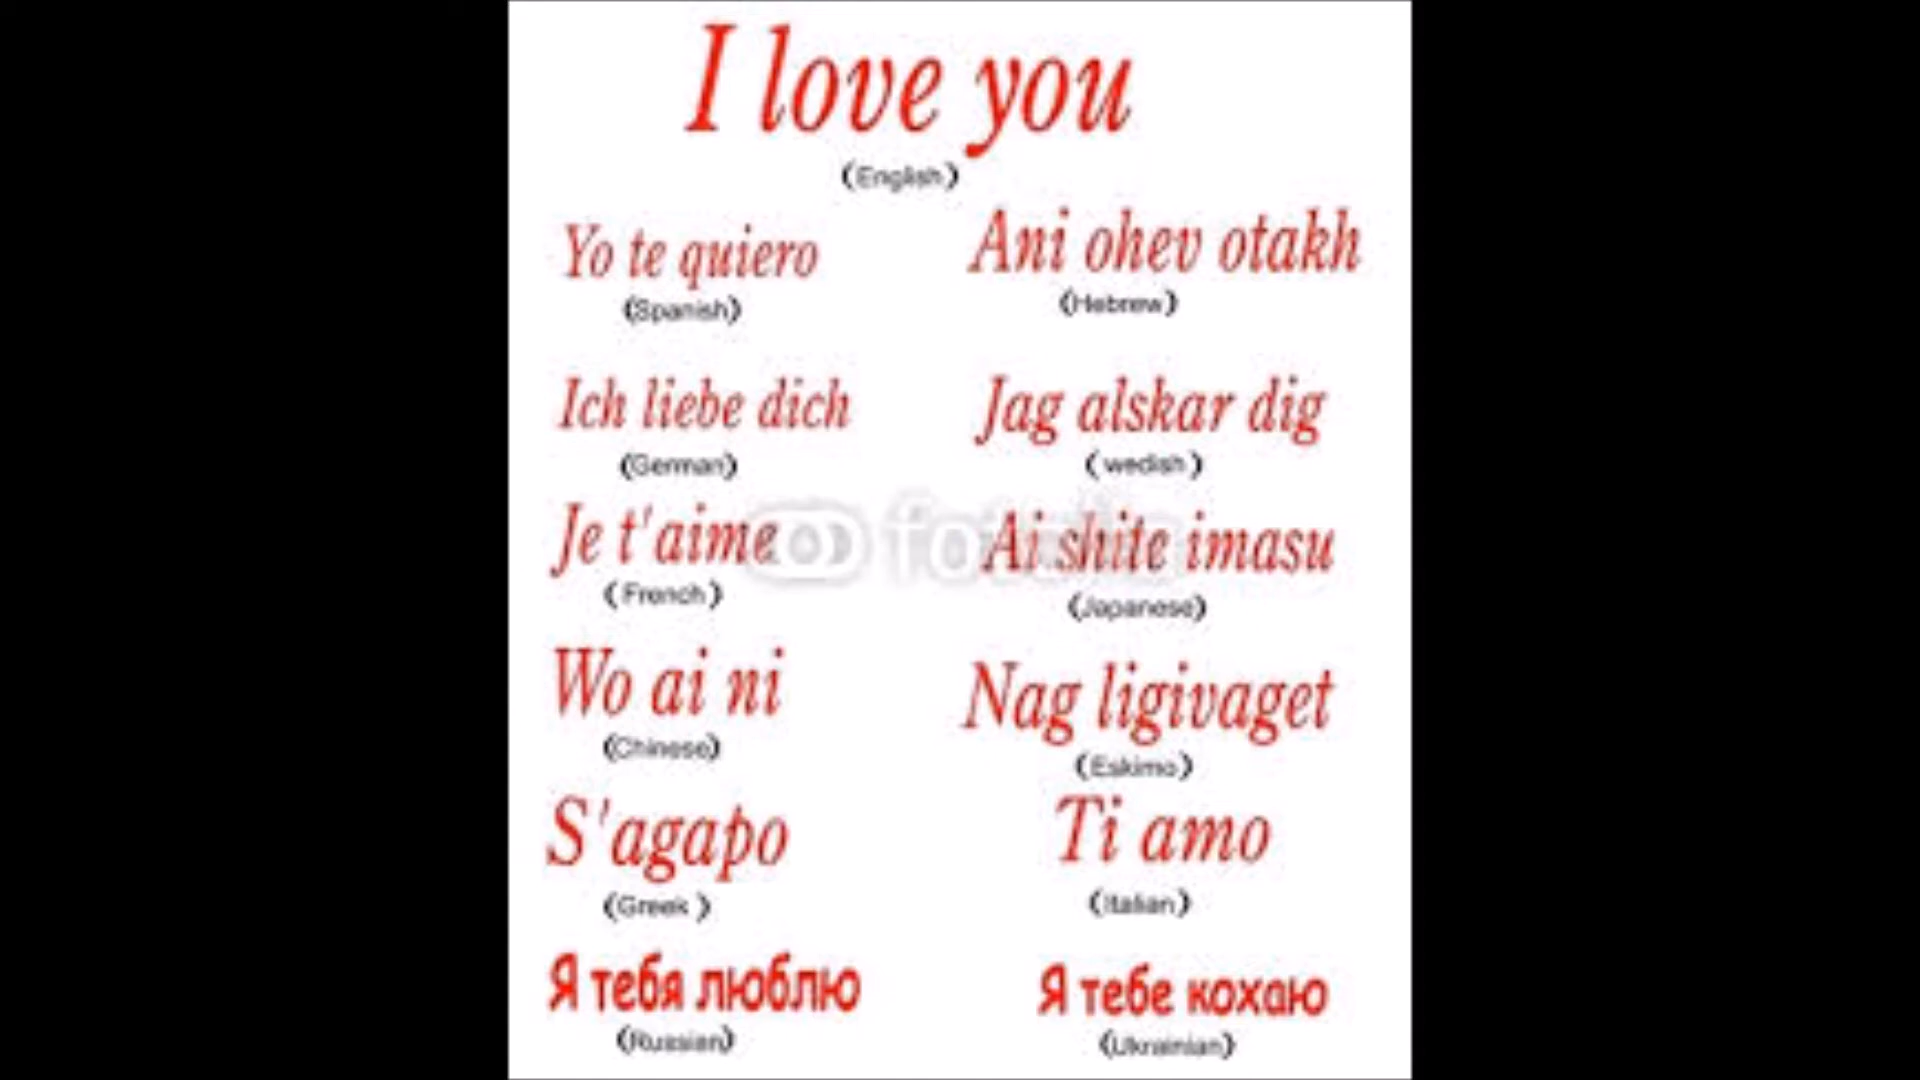 I love you
(English)
Yo te quiero
(Spanish)
Ani ohev otakh
(Hebrew)
Ich liebe dich
(German)
Jag alskar dig
( wedish )
Je t'aime
( French )
Ai shite imasu
(Japanese)
Wo ai ni
(Chinese)
Nag ligivaget
(Eskimo)
S'agapo
(Greek )
Ti amo
(Italian)
Я тебя люблю
(Russian)
Я тебе кохаю
(Ukrainian)